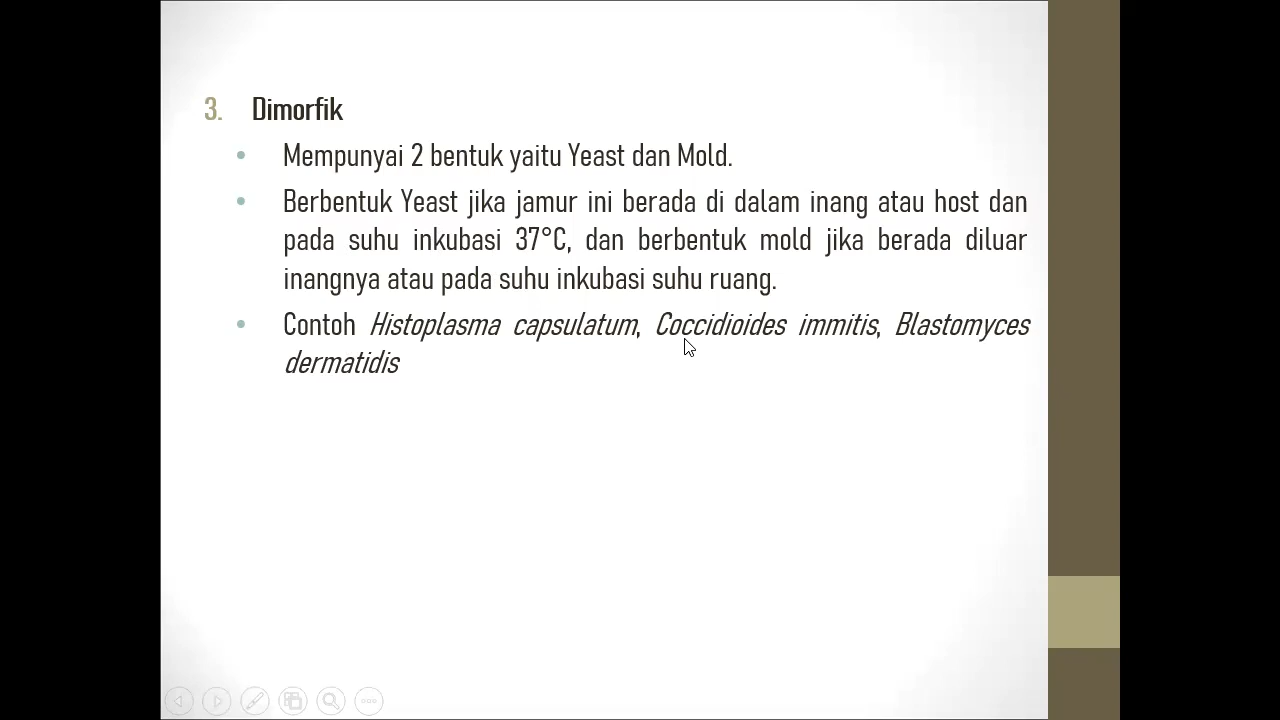 3. Dimorfik
• Mempunyai 2 bentuk yaitu Yeast dan Mold.
• Berbentuk Yeast jika jamur ini berada di dalam inang atau host dan
pada suhu inkubasi 37°C, dan berbentuk mold jika berada diluar
inangnya atau pada suhu inkubasi suhu ruang.
• Contoh Histoplasma capsulatum, Coccidioides immitis, Blastomyces
dermatidis